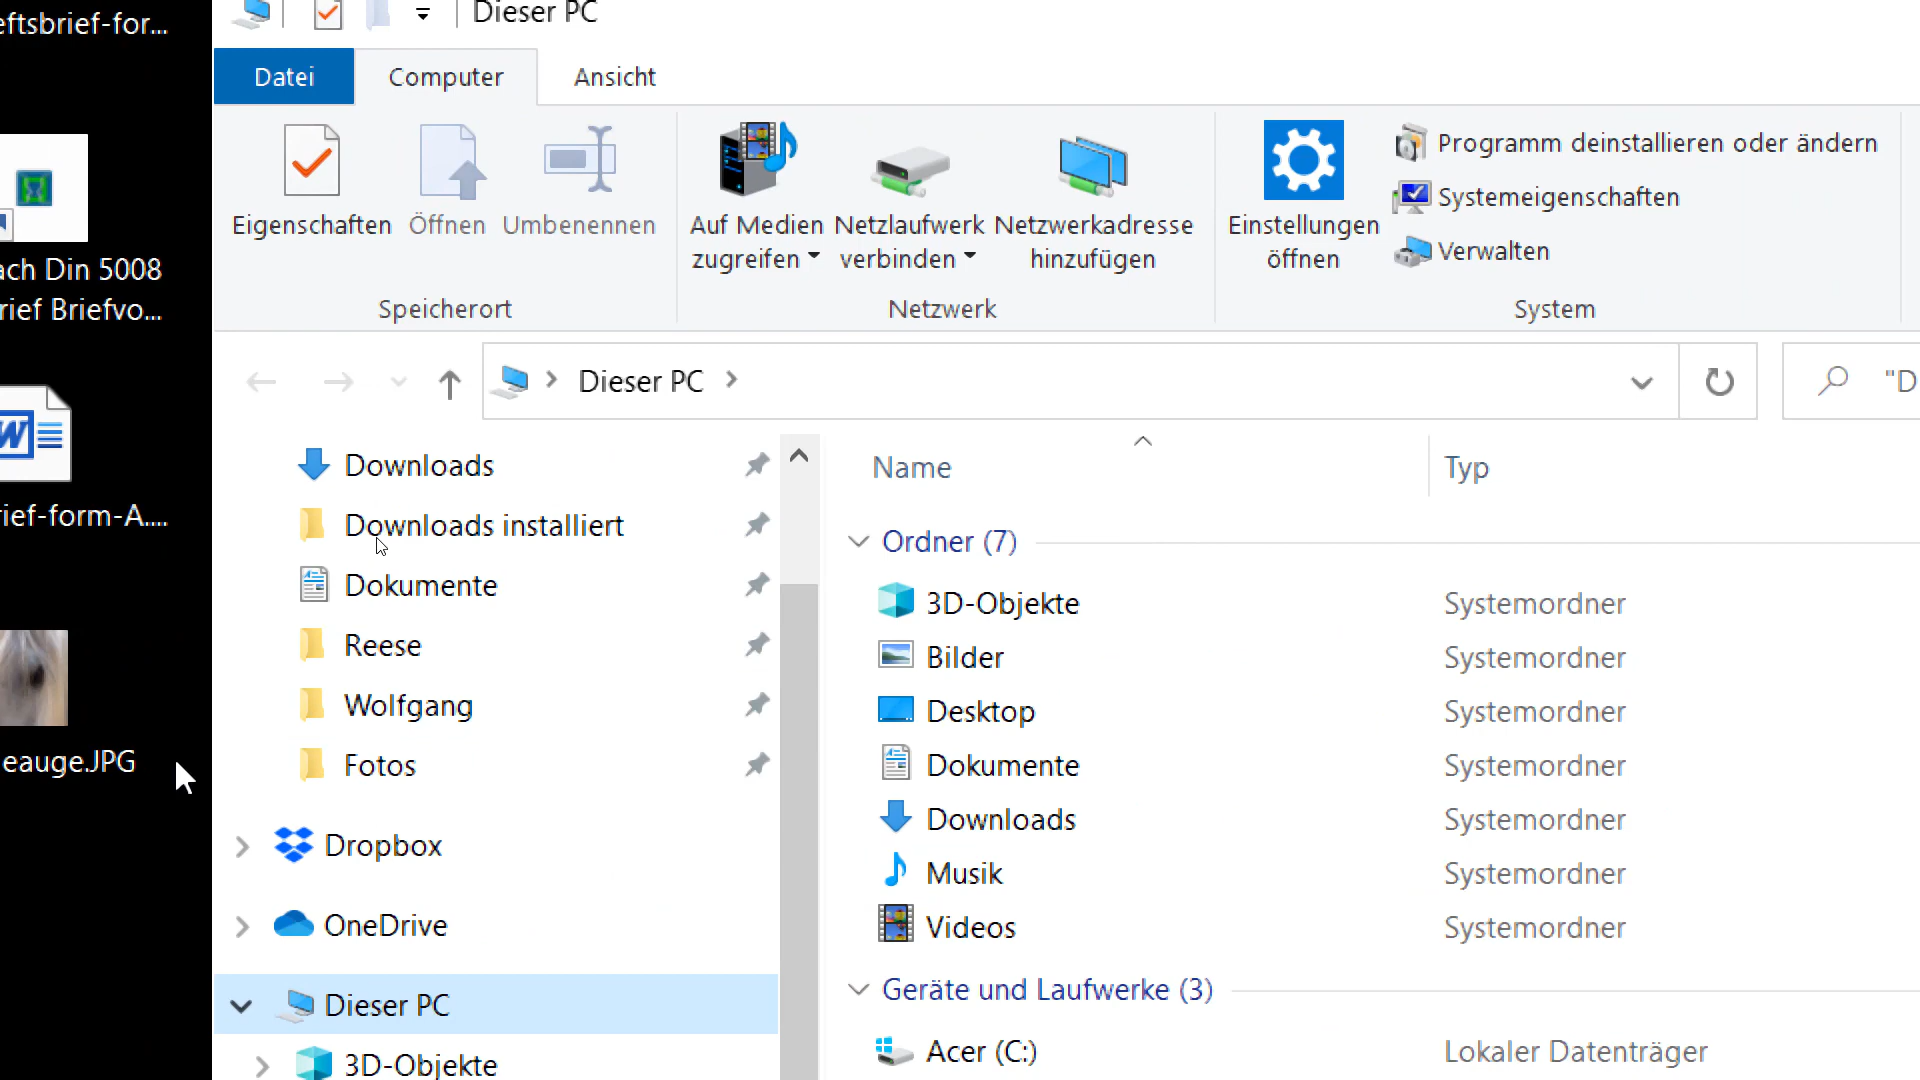 eftsbrief-for...
ach Din 5008
rief Briefvo...
ief-form-A....
eauge.JPG
Dieser PC
Datei
Computer
Ansicht
Eigenschaften
Öffnen
Umbenennen
Speicherort
Auf Medien
zugreifen
Netzlaufwerk
verbinden
Netzwerkadresse
hinzufügen
Netzwerk
Einstellungen
öffnen
Programm deinstallieren oder ändern
Systemeigenschaften
Verwalten
System
Dieser PC
"D
Downloads
Downloads installiert
Dokumente
Reese
Wolfgang
Fotos
Dropbox
OneDrive
Dieser PC
3D-Objekte
Name Typ
Ordner (7)
3D-Objekte Systemordner
Bilder Systemordner
Desktop Systemordner
Dokumente Systemordner
Downloads Systemordner
Musik Systemordner
Videos Systemordner
Geräte und Laufwerke (3)
Acer (C:) Lokaler Datenträger